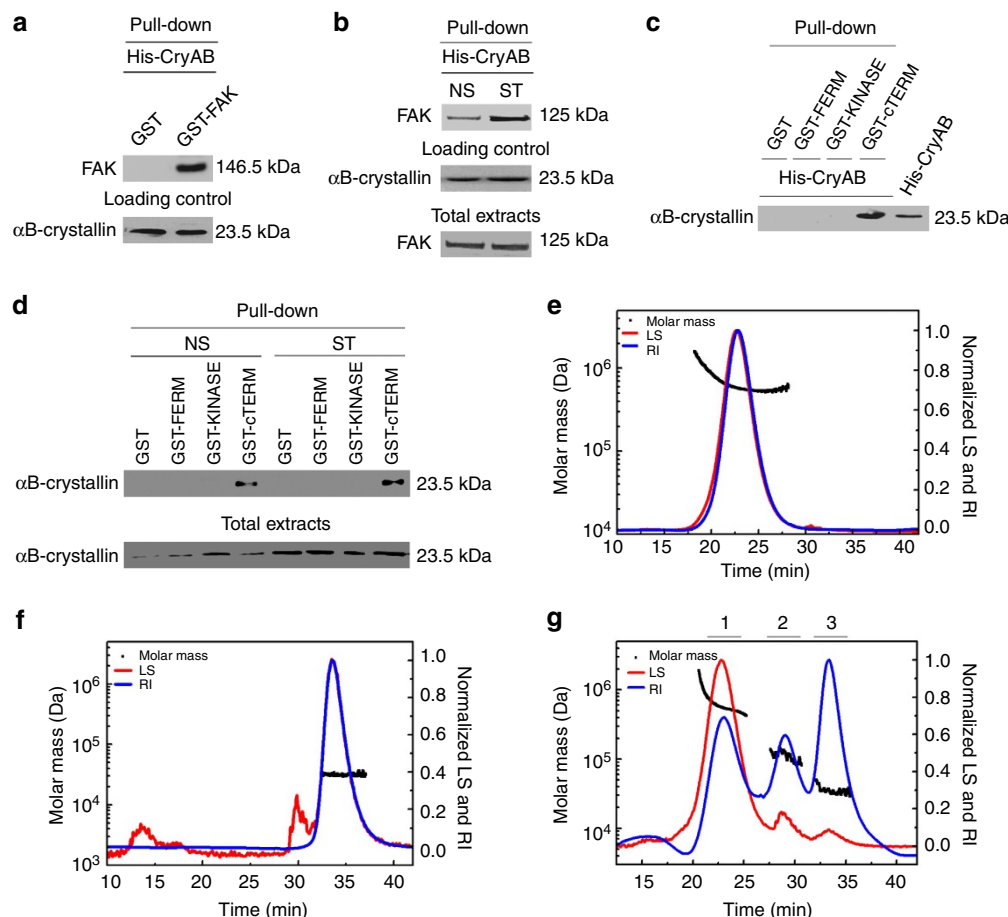 a
Pull-down
His-CryAB
GST
GST-FAK
FAK
146.5 kDa
Loading control
αB-crystallin
23.5 kDa
b
Pull-down
His-CryAB
NS
ST
FAK
125 kDa
Loading control
αB-crystallin
23.5 kDa
Total extracts
FAK
125 kDa
c
Pull-down
GST
GST-FERM
GST-KINASE
GST-cTERM
His-CryAB
His-CryAB
αB-crystallin
23.5 kDa
d
Pull-down
NS
ST
GST
GST-FERM
GST-KINASE
GST-cTERM
GST
GST-FERM
GST-KINASE
GST-cTERM
αB-crystallin
23.5 kDa
Total extracts
αB-crystallin
23.5 kDa
e
Molar mass
LS
RI
Molar mass (Da)
10⁶
10⁵
10⁴
Normalized LS and RI
1.0
0.8
0.6
0.4
0.2
0.0
10 15 20 25 30 35 40
Time (min)
f
Molar mass
LS
RI
Molar mass (Da)
10⁶
10⁵
10⁴
10³
Normalized LS and RI
1.0
0.8
0.6
0.4
0.2
0.0
10 15 20 25 30 35 40
Time (min)
g
1 2 3
Molar mass
LS
RI
Molar mass (Da)
10⁶
10⁵
10⁴
Normalized LS and RI
1.0
0.8
0.6
0.4
0.2
0.0
15 20 25 30 35 40
Time (min)